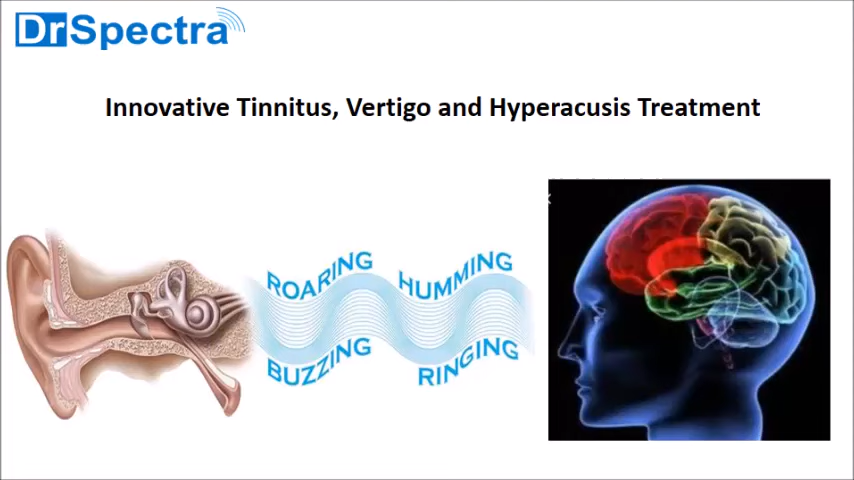 DrSpectra
Innovative Tinnitus, Vertigo and Hyperacusis Treatment
ROARING HUMMING
BUZZING RINGING